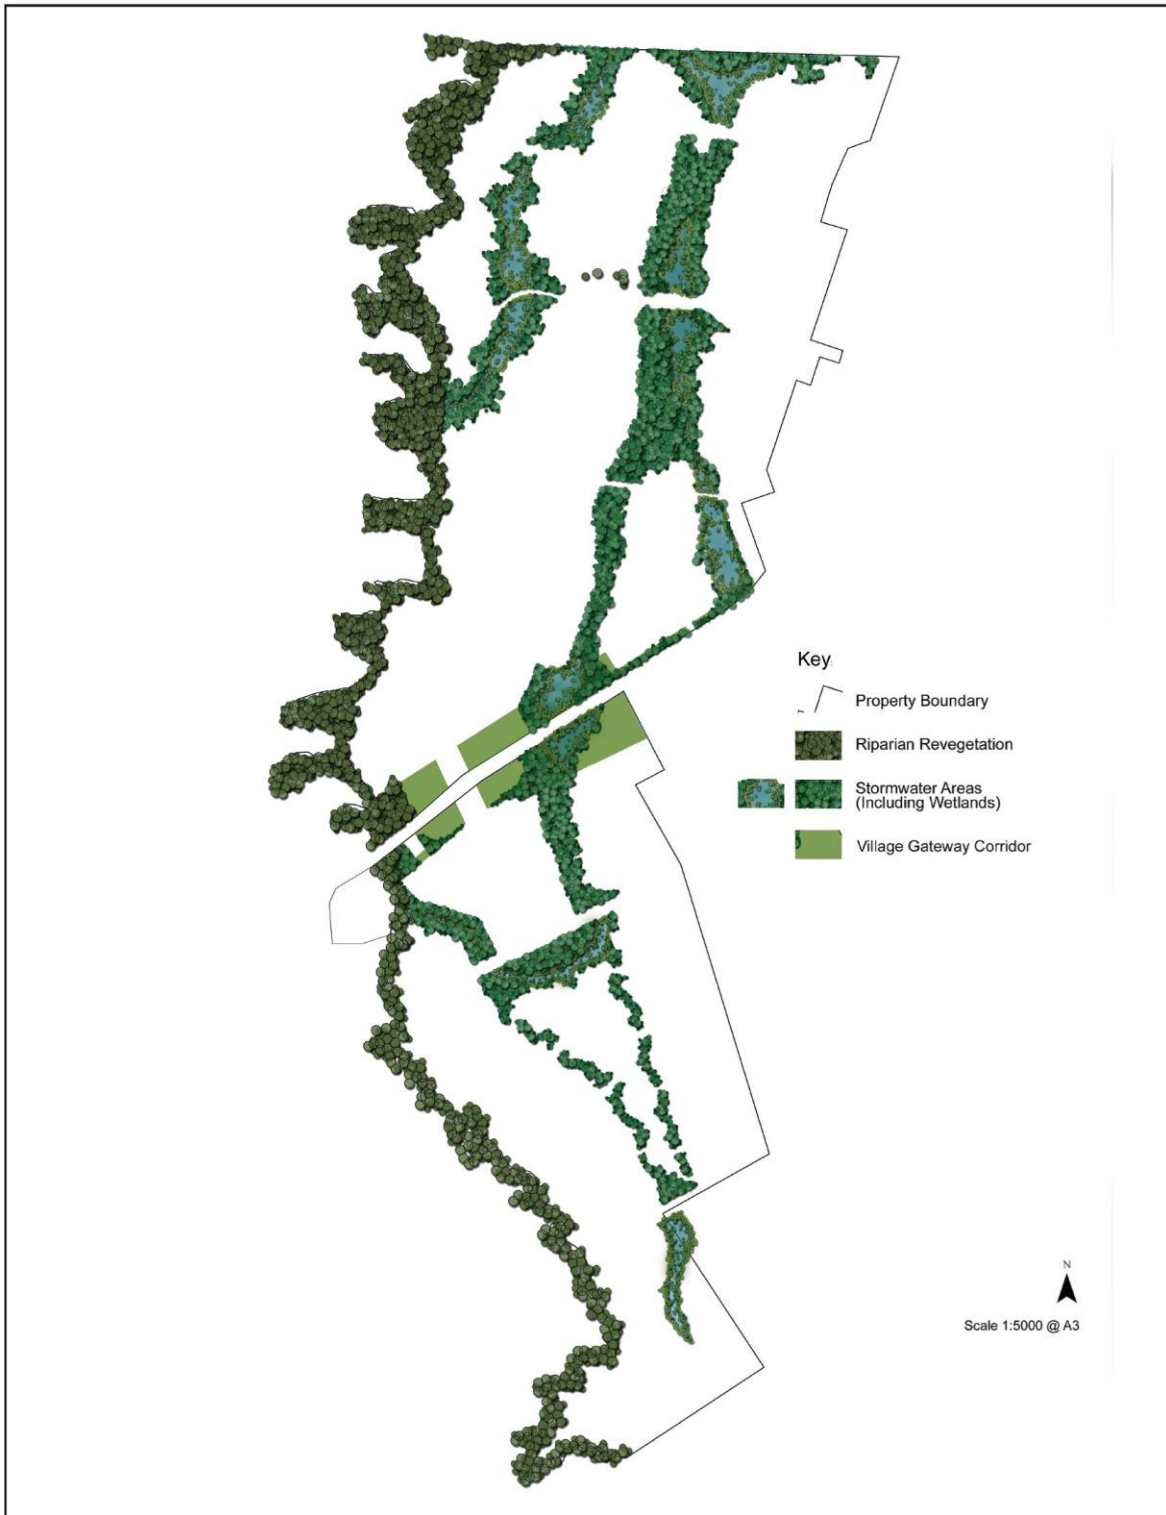 Key
Property Boundary
Riparian Revegetation
Stormwater Areas
(Including Wetlands)
Village Gateway Corridor
N
Scale 1:5000 @ A3